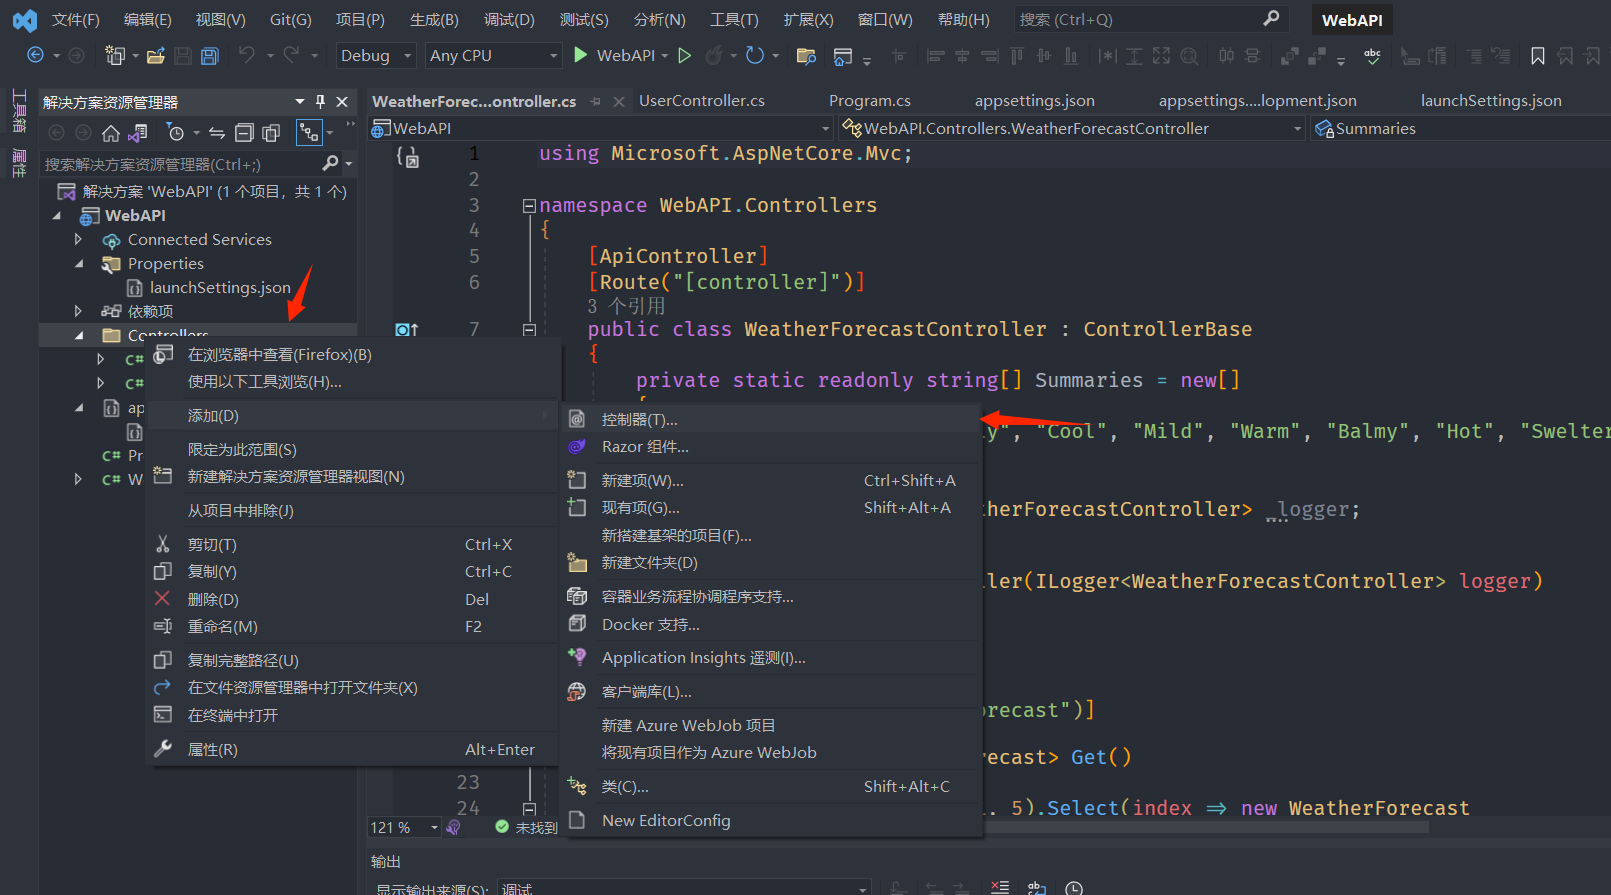 文件(F) 编辑(E) 视图(V) Git(G) 项目(P) 生成(B) 调试(D) 测试(S) 分析(N) 工具(T) 扩展(X) 窗口(W) 帮助(H) 搜索 (Ctrl+Q) WebAPI
Debug Any CPU WebAPI
工具箱
属性
解决方案资源管理器
搜索解决方案资源管理器(Ctrl+;)
解决方案 'WebAPI' (1 个项目，共 1 个)
WebAPI
Connected Services
Properties
launchSettings.json
依赖项
Controllers
C#
C#
ap
C# Pr
C# W
WeatherForec...ontroller.cs UserController.cs Program.cs appsettings.json appsettings....lopment.json launchSettings.json
WebAPI WebAPI.Controllers.WeatherForecastController Summaries
1 using Microsoft.AspNetCore.Mvc;
2
3 namespace WebAPI.Controllers
4 {
5 [ApiController]
6 [Route("[controller]")]
3 个引用
7 public class WeatherForecastController : ControllerBase
{
private static readonly string[] Summaries = new[]
{
y", "Cool", "Mild", "Warm", "Balmy", "Hot", "Swelter
herForecastController> _logger;
ler(ILogger<WeatherForecastController> logger)
orecast")]
recast> Get()
23
24 . 5).Select(index => new WeatherForecast
在浏览器中查看(Firefox)(B)
使用以下工具浏览(H)...
添加(D)
限定为此范围(S)
新建解决方案资源管理器视图(N)
从项目中排除(J)
剪切(T) Ctrl+X
复制(Y) Ctrl+C
删除(D) Del
重命名(M) F2
复制完整路径(U)
在文件资源管理器中打开文件夹(X)
在终端中打开
属性(R) Alt+Enter
控制器(T)...
Razor 组件...
新建项(W)... Ctrl+Shift+A
现有项(G)... Shift+Alt+A
新搭建基架的项目(F)...
新建文件夹(D)
容器业务流程协调程序支持...
Docker 支持...
Application Insights 遥测(I)...
客户端库(L)...
新建 Azure WebJob 项目
将现有项目作为 Azure WebJob
类(C)... Shift+Alt+C
New EditorConfig
121 % 未找到
输出
显示输出来源(S): 调试